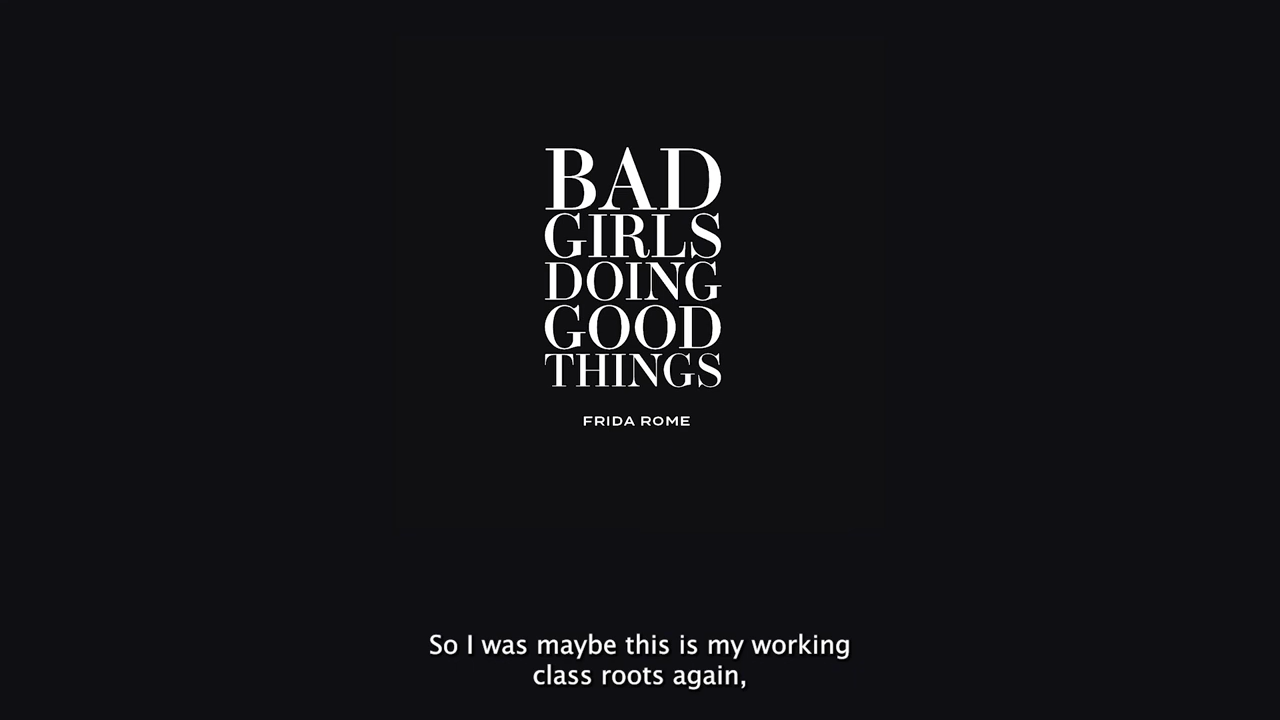 BAD
GIRLS
DOING
GOOD
THINGS
FRIDA ROME
So I was maybe this is my working
class roots again,